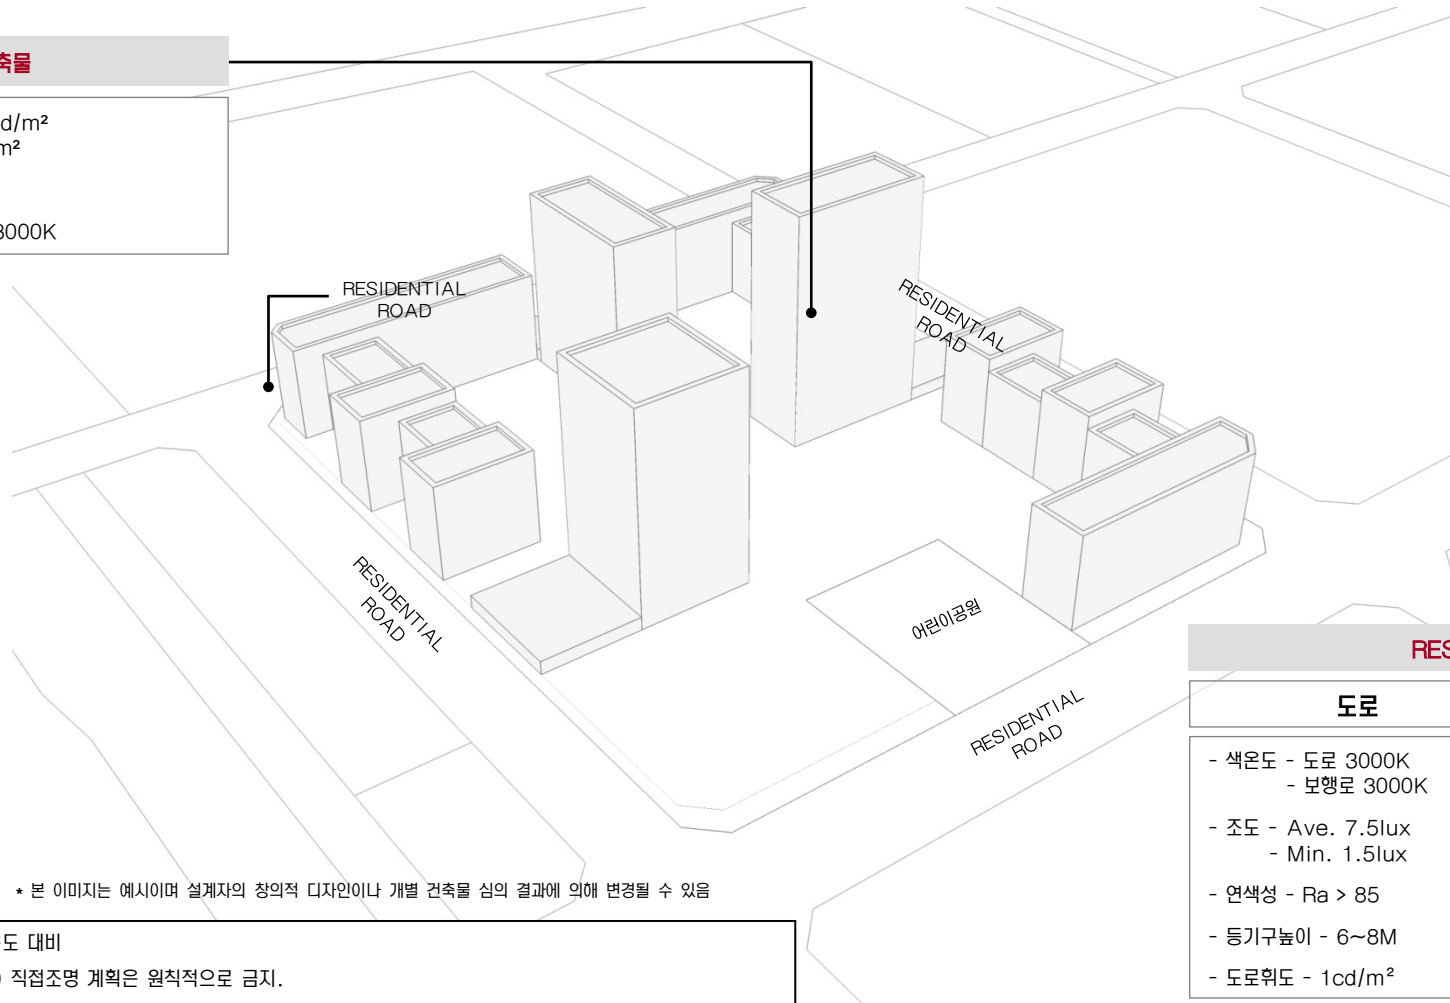 축물
cd/m²
m²
3000K
RESIDENTIAL
ROAD
RESIDENTIAL
ROAD
RESIDENTIAL
ROAD
어린이공원
RESIDENTIAL
ROAD
RES
도로
- 색온도 - 도로 3000K
- 보행로 3000K
- 조도 - Ave. 7.5lux
- Min. 1.5lux
- 연색성 - Ra > 85
- 등기구높이 - 6~8M
- 도로휘도 - 1cd/m²
* 본 이미지는 예시이며 설계자의 창의적 디자인이나 개별 건축물 심의 결과에 의해 변경될 수 있음
도 대비
) 직접조명 계획은 원칙적으로 금지.